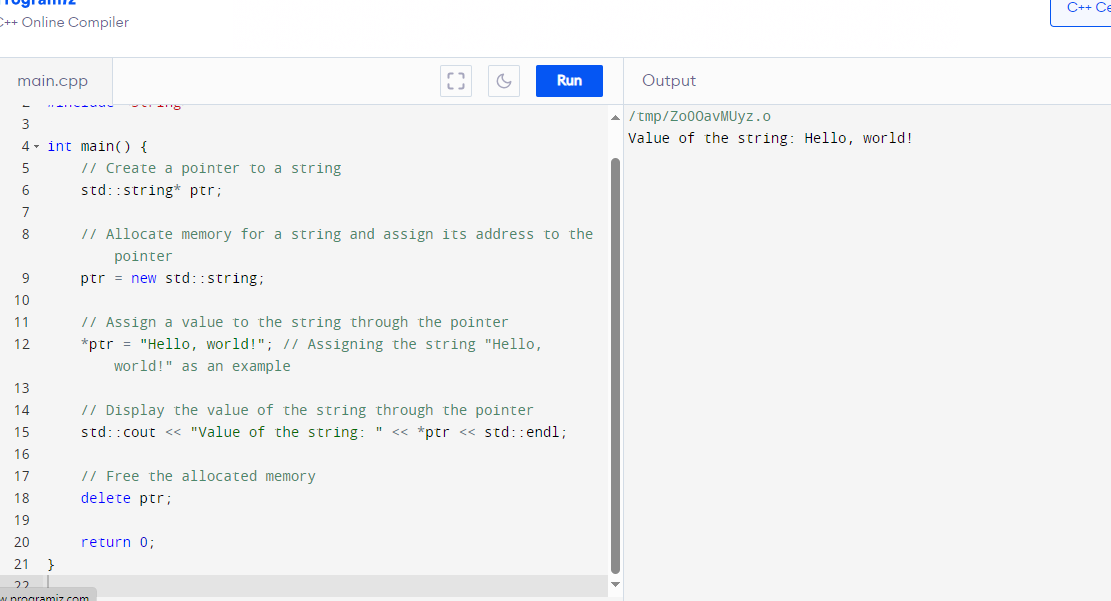 Programiz
C++ Online Compiler
C++ Ce
main.cpp
Run
Output
2 #include <string>
3
4 int main() {
5 // Create a pointer to a string
6 std::string* ptr;
7
8 // Allocate memory for a string and assign its address to the
pointer
9 ptr = new std::string;
10
11 // Assign a value to the string through the pointer
12 *ptr = "Hello, world!"; // Assigning the string "Hello,
world!" as an example
13
14 // Display the value of the string through the pointer
15 std::cout << "Value of the string: " << *ptr << std::endl;
16
17 // Free the allocated memory
18 delete ptr;
19
20 return 0;
21 }
22
w.programiz.com
/tmp/ZoOOavMUyz.o
Value of the string: Hello, world!